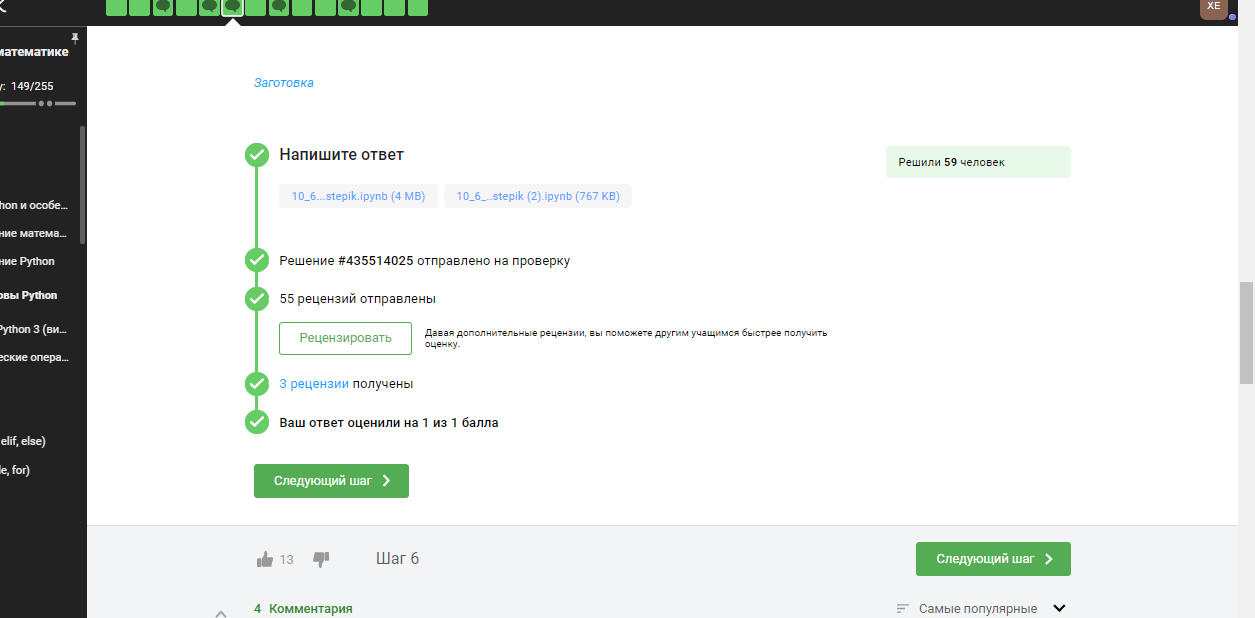 ХЕ
математике
у: 149/255
hon и особе...
ние матема...
ние Python
овы Python
Python 3 (ви...
еские опера...
elif, else)
le, for)
Заготовка
Напишите ответ
Решили 59 человек
10_6...stepik.ipynb (4 MB)
10_6_..stepik (2).ipynb (767 KB)
Решение #435514025 отправлено на проверку
55 рецензий отправлены
Рецензировать
Давая дополнительные рецензии, вы поможете другим учащимся быстрее получить
оценку.
3 рецензии получены
Ваш ответ оценили на 1 из 1 балла
Следующий шаг
13
Шаг 6
Следующий шаг
4 Комментария
Самые популярные